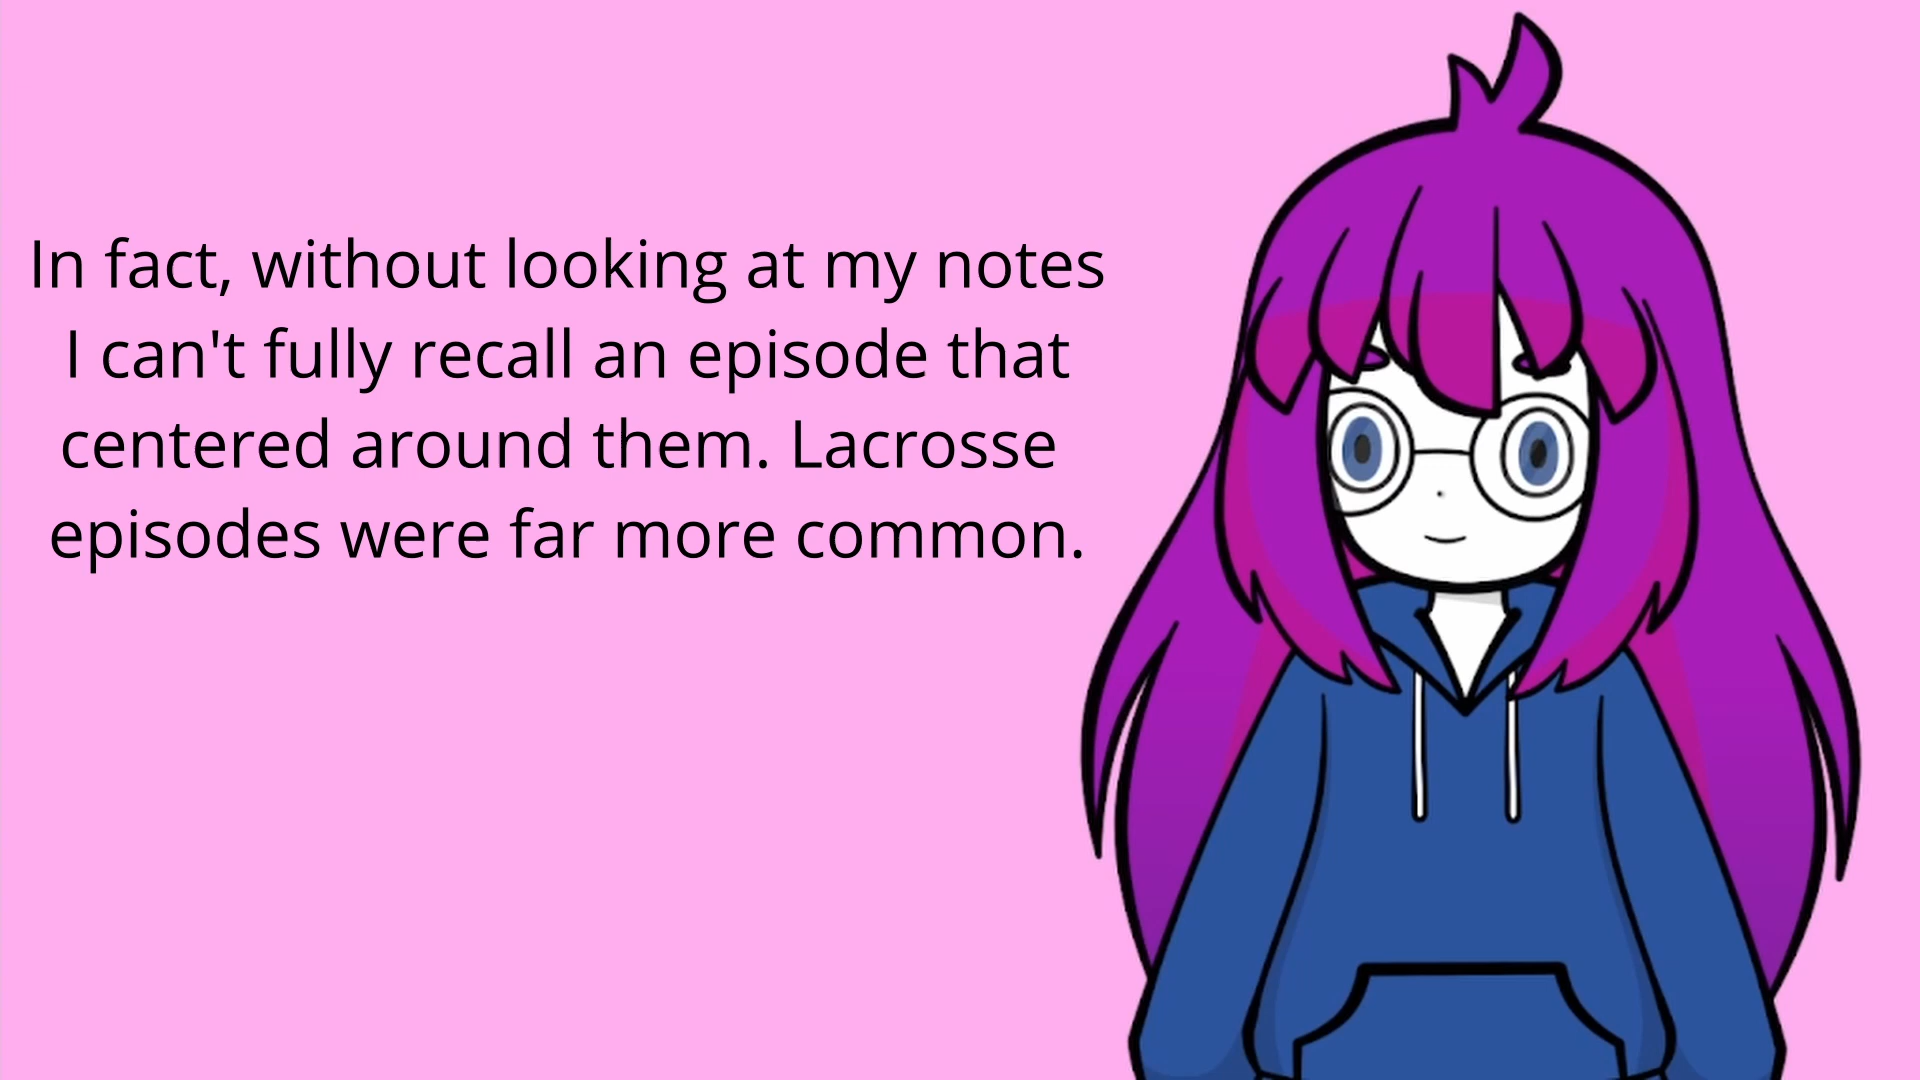 In fact, without looking at my notes
I can't fully recall an episode that
centered around them. Lacrosse
episodes were far more common.